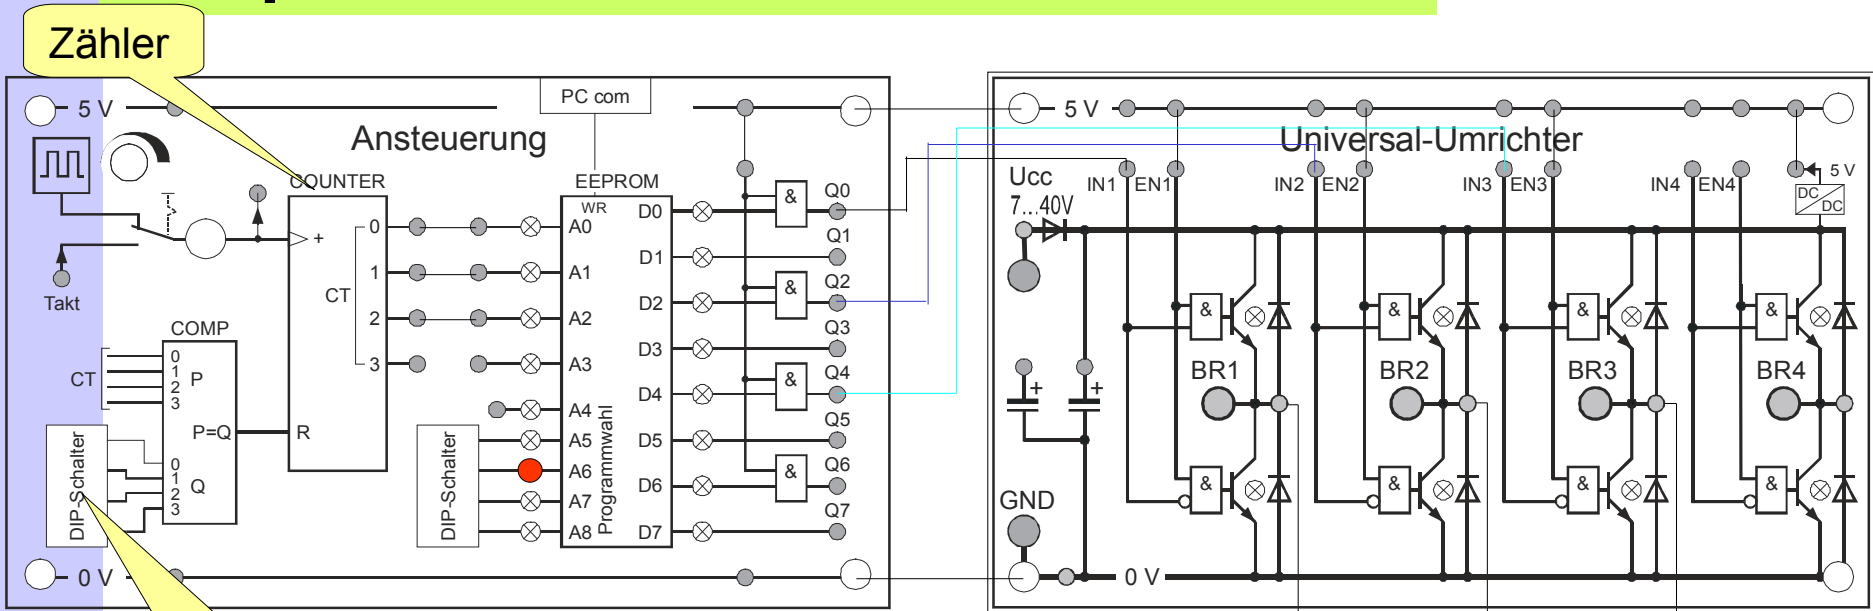 Zähler
5 V
PC com
Ansteuerung
COUNTER
EEPROM
WR
Takt
+
CT
0
1
2
3
R
COMP
CT
0
1
2
3
P
P=Q
0
1
2
3
Q
DIP-Schalter
DIP-Schalter
A0
A1
A2
A3
A4
A5
A6
A7
A8
Programmwahl
D0
D1
D2
D3
D4
D5
D6
D7
&
&
&
&
Q0
Q1
Q2
Q3
Q4
Q5
Q6
Q7
0 V
5 V
Universal-Umrichter
Ucc
7...40V
IN1 EN1
IN2 EN2
IN3 EN3
IN4 EN4
5 V
DC
DC
& & & &
+ +
BR1 BR2 BR3 BR4
& & & &
GND
0 V